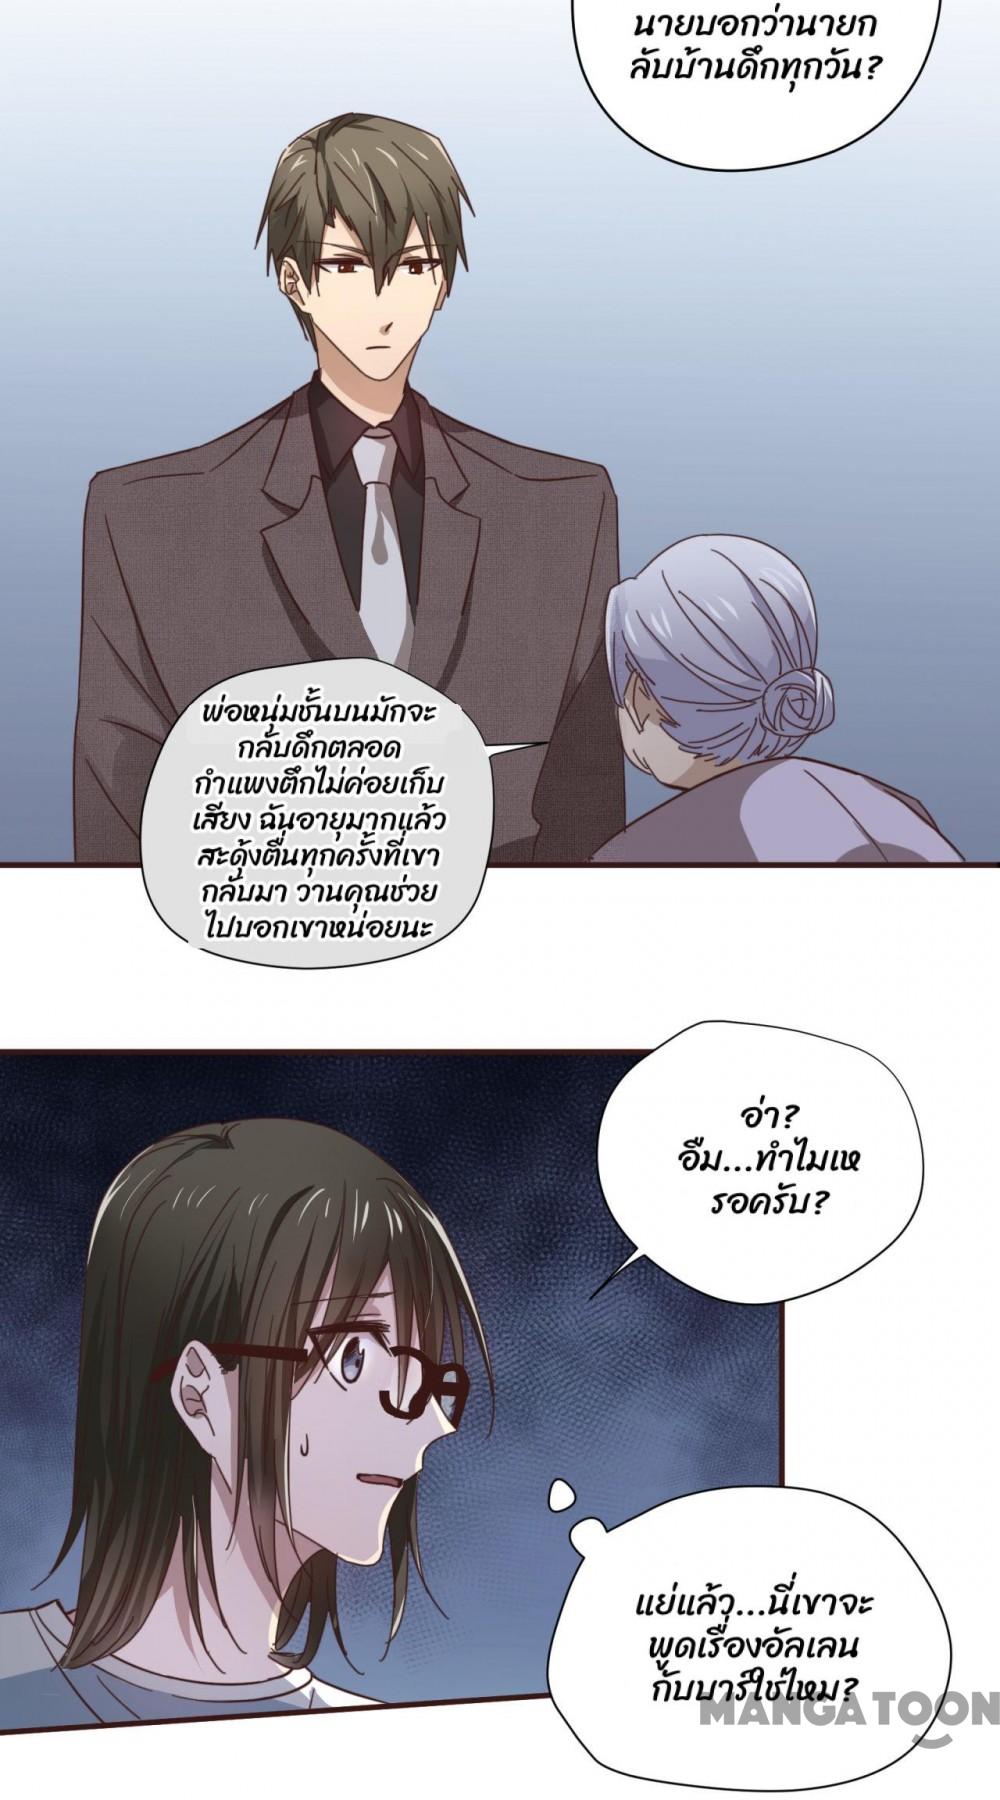 นายบอกว่านายก
ลับบ้านดึกทุกวัน?
พ่อหนุ่มชั้นบนมักจะ
กลับดึกตลอด
กำแพงตึกไม่ค่อยเก็บ
เสียง ฉันอายุมากแล้ว
สะดุ้งตื่นทุกครั้งที่เขา
กลับมา วานคุณช่วย
ไปบอกเขาหน่อยนะ
อ่า?
อืม...ทำไมเห
รอครับ?
แย่แล้ว...นี่เขาจะ
พูดเรื่องอัลเลน
กับบาร์ใช่ไหม?
MANGATOON